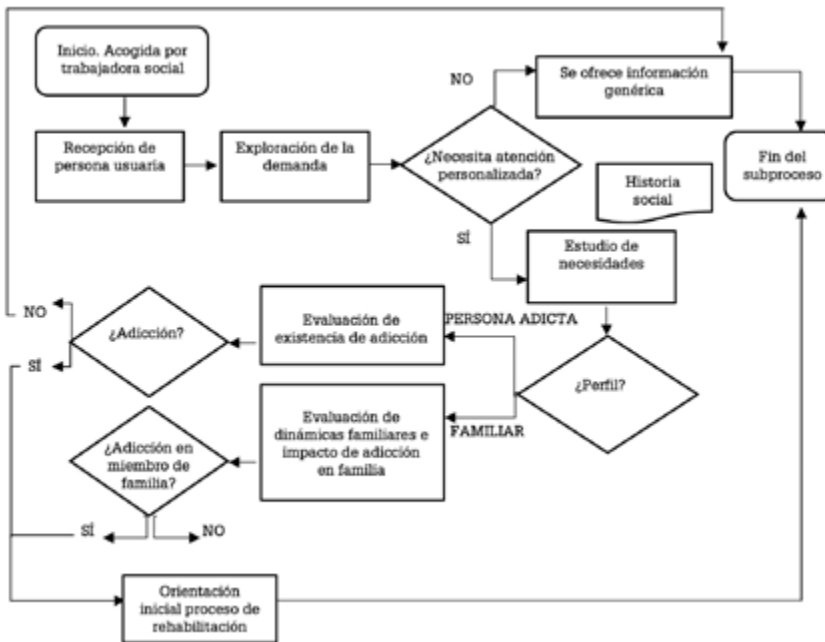 Inicio. Acogida por
trabajadora social
Recepción de
persona usuaria
Exploración de la
demanda
¿Necesita atención
personalizada?
NO
Se ofrece información
genérica
Fin del
subproceso
Historia
social
SÍ
Estudio de
necesidades
¿Perfil?
PERSONA ADICTA
Evaluación de
existencia de adicción
¿Adicción?
NO
SÍ
FAMILIAR
Evaluación de
dinámicas familiares e
impacto de adicción
en familia
¿Adicción en
miembro de
familia?
SÍ
NO
Orientación
inicial proceso de
rehabilitación